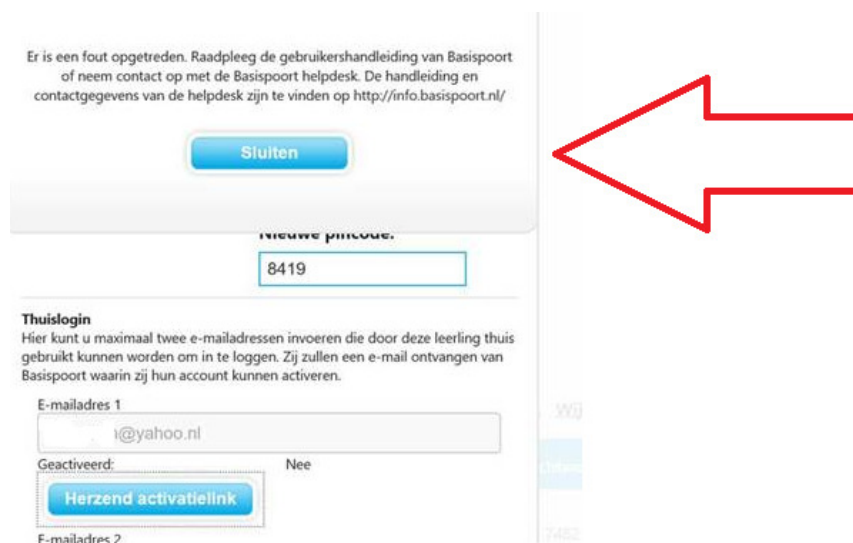 Er is een fout opgetreden. Raadpleeg de gebruikershandleiding van Basispoort
of neem contact op met de Basispoort helpdesk. De handleiding en
contactgegevens van de helpdesk zijn te vinden op http://info.basispoort.nl/
Sluiten
Nieuwe pincode:
8419
Thuislogin
Hier kunt u maximaal twee e-mailadressen invoeren die door deze leerling thuis
gebruikt kunnen worden om in te loggen. Zij zullen een e-mail ontvangen van
Basispoort waarin zij hun account kunnen activeren.
E-mailadres 1
@yahoo.nl
Geactiveerd: Nee
Herzend activatielink
E-mailadres 2
7482